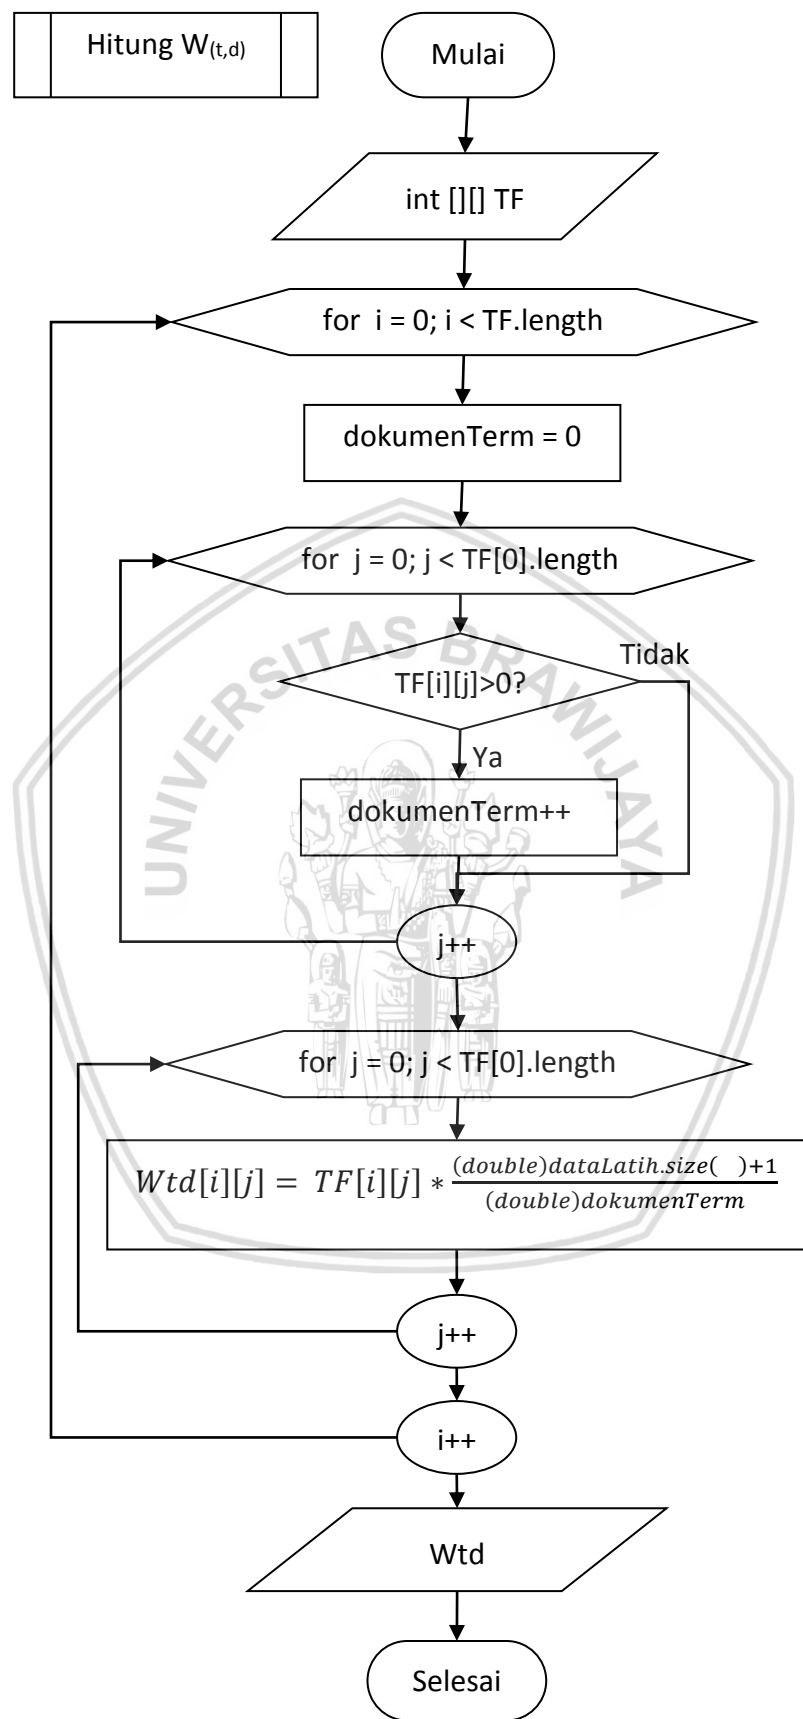 Hitung W(t,d)
Mulai
int [][] TF
for i = 0; i < TF.length
dokumenTerm = 0
for j = 0; j < TF[0].length
UNIVERSITAS BRAWIJAYA
Tidak
TF[i][j]>0?
Ya
dokumenTerm++
j++
for j = 0; j < TF[0].length
Wtd[i][j] = TF[i][j] * (double)dataLatih.size( )+1
(double)dokumenTerm
j++
i++
Wtd
Selesai